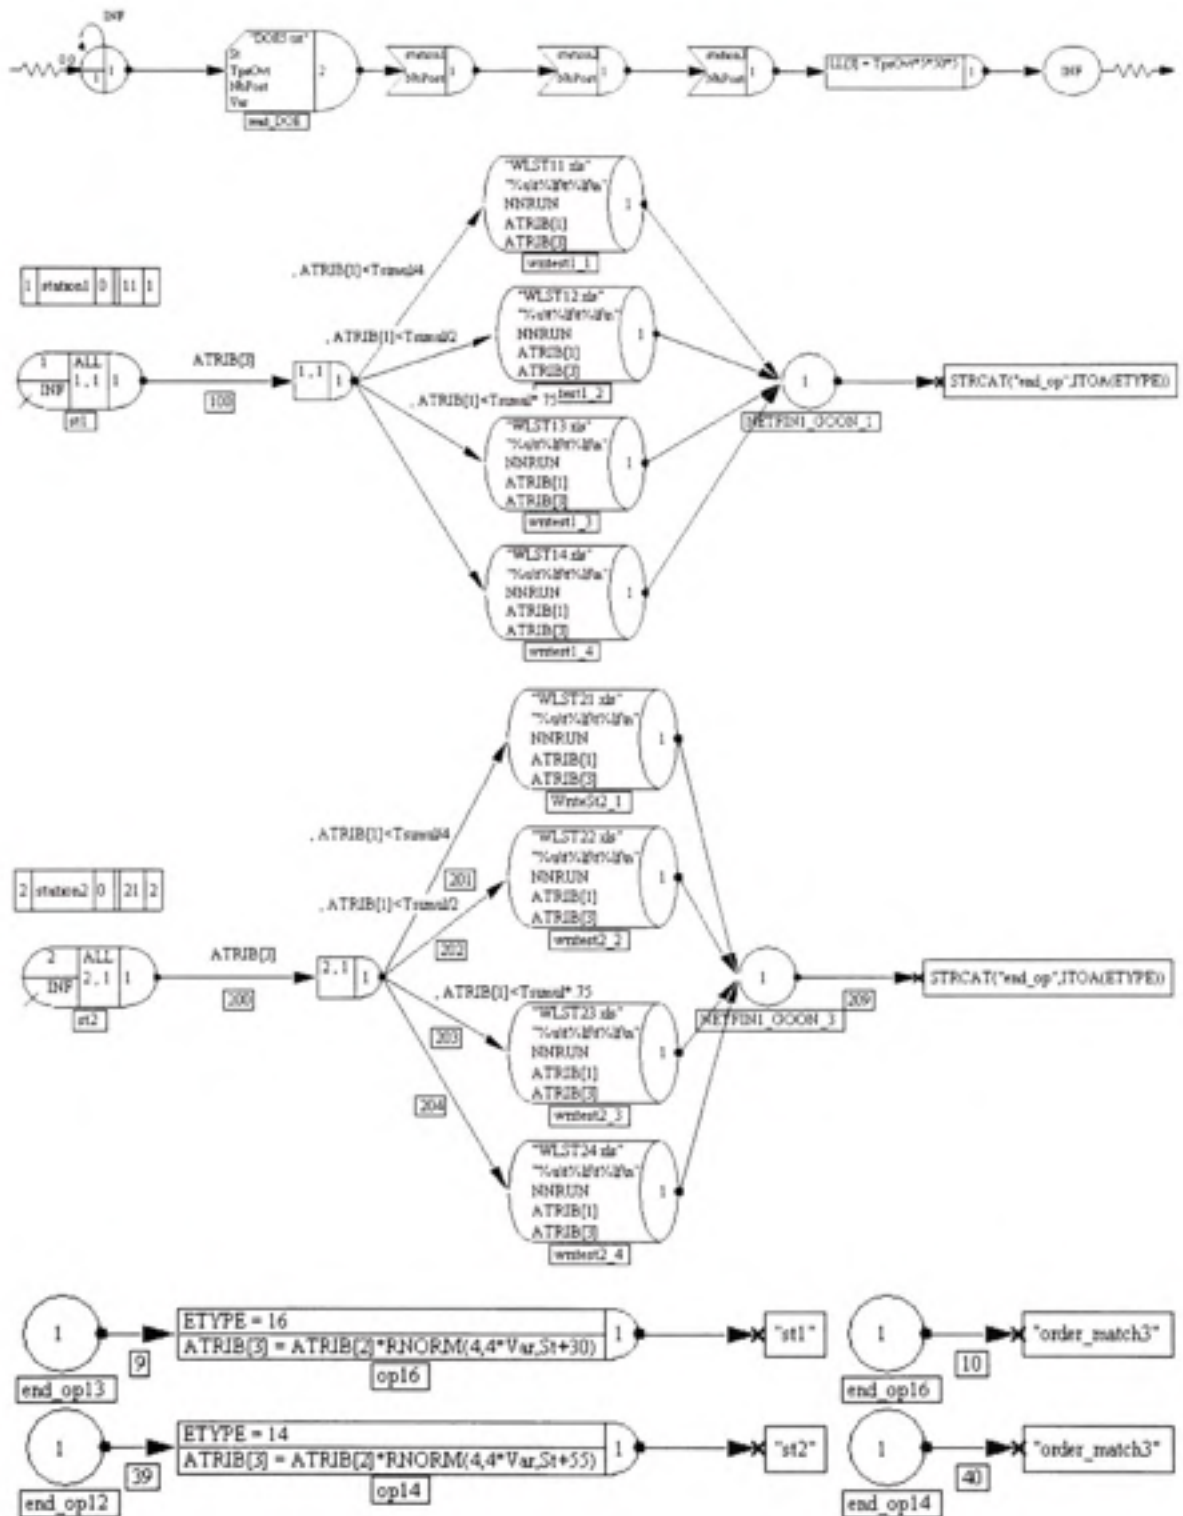 INF
0.0
1
1
"DOE3 txt"
St
TpsOvt
NbPost
Var
2
read_DOE
station1
NbPost
1
NbPost
1
NbPost
1
LL[3] = TpsOvt*5*30*5
1
INF
"WLST11 xls"
NNRUN
ATRIB[1]
ATRIB[3]
1
writest1_1
, ATRIB[1]<Tsimul/4
1 station1 0 11 1
"WLST12 xls"
NNRUN
ATRIB[1]
ATRIB[3]
1
test1_2
, ATRIB[1]<Tsimul/2
1
INF
ALL
1,1
1
st1
ATRIB[3]
100
1,1
1
1
NETFIN1_GOON_1
STRCAT("end_op",ITOA(ETYPE))
, ATRIB[1]<Tsimul* 75
"WLST13 xls"
NNRUN
ATRIB[1]
ATRIB[3]
1
writest1_3
"WLST14 xls"
NNRUN
ATRIB[1]
ATRIB[3]
1
writest1_4
"WLST21 xls"
NNRUN
ATRIB[1]
ATRIB[3]
1
WriteSt2_1
, ATRIB[1]<Tsimul/4
201
2 station2 0 21 2
"WLST22 xls"
NNRUN
ATRIB[1]
ATRIB[3]
1
writest2_2
, ATRIB[1]<Tsimul/2
202
2
INF
ALL
2,1
1
st2
ATRIB[3]
100
2,1
1
1
NETFIN1_GOON_3
209
STRCAT("end_op",ITOA(ETYPE))
, ATRIB[1]<Tsimul* 75
203
"WLST23 xls"
NNRUN
ATRIB[1]
ATRIB[3]
1
writest2_3
204
"WLST24 xls"
NNRUN
ATRIB[1]
ATRIB[3]
1
writest2_4
1
end_op13
9
ETYPE = 16
ATRIB[3] = ATRIB[2]*RNORM(4,4*Var,St+30)
1
op16
"st1"
1
end_op16
10
"order_match3"
1
end_op12
39
ETYPE = 14
ATRIB[3] = ATRIB[2]*RNORM(4,4*Var,St+55)
1
op14
"st2"
1
end_op14
40
"order_match3"